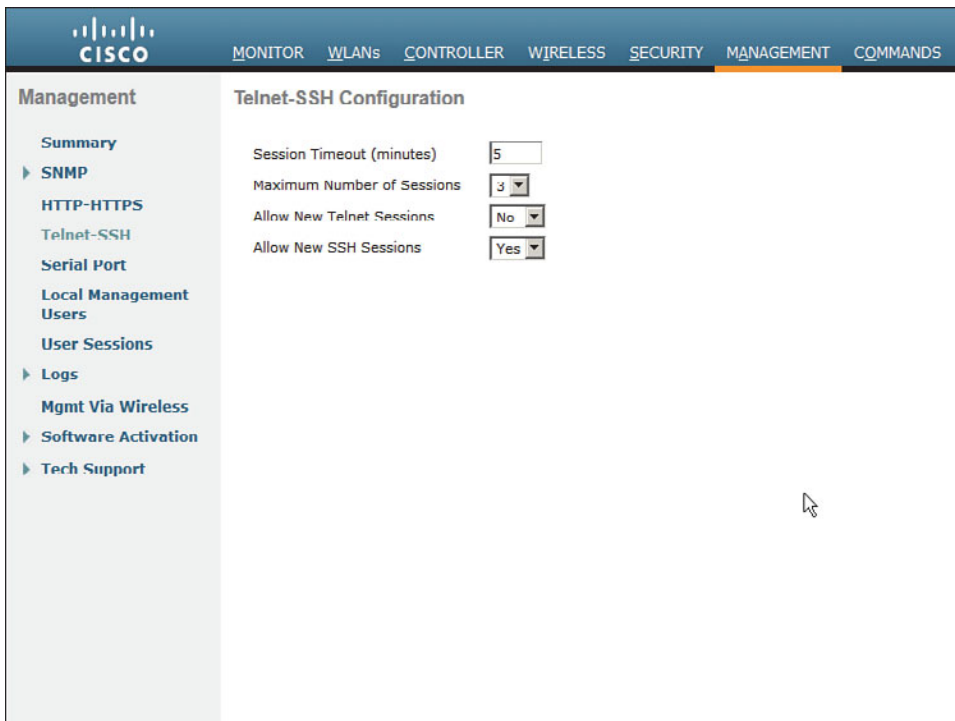 CISCO
MONITOR WLANs CONTROLLER WIRELESS SECURITY MANAGEMENT COMMANDS
Management
Summary
SNMP
HTTP-HTTPS
Telnet-SSH
Serial Port
Local Management
Users
User Sessions
Logs
Mgmt Via Wireless
Software Activation
Tech Support
Telnet-SSH Configuration
Session Timeout (minutes) 5
Maximum Number of Sessions 3
Allow New Telnet Sessions No
Allow New SSH Sessions Yes